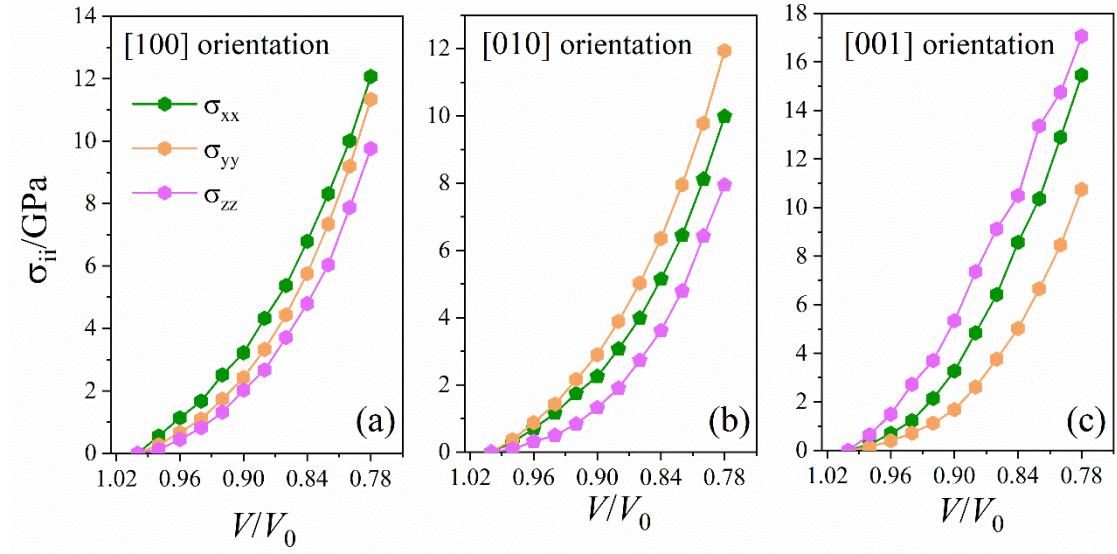 [100] orientation
σxx
σyy
σzz
(a)
14
12
10
8
6
4
2
0
1.02 0.96 0.90 0.84 0.78
V/V0
σii/GPa
[010] orientation
(b)
12
10
8
6
4
2
0
1.02 0.96 0.90 0.84 0.78
V/V0
[001] orientation
(c)
18
16
14
12
10
8
6
4
2
0
1.02 0.96 0.90 0.84 0.78
V/V0